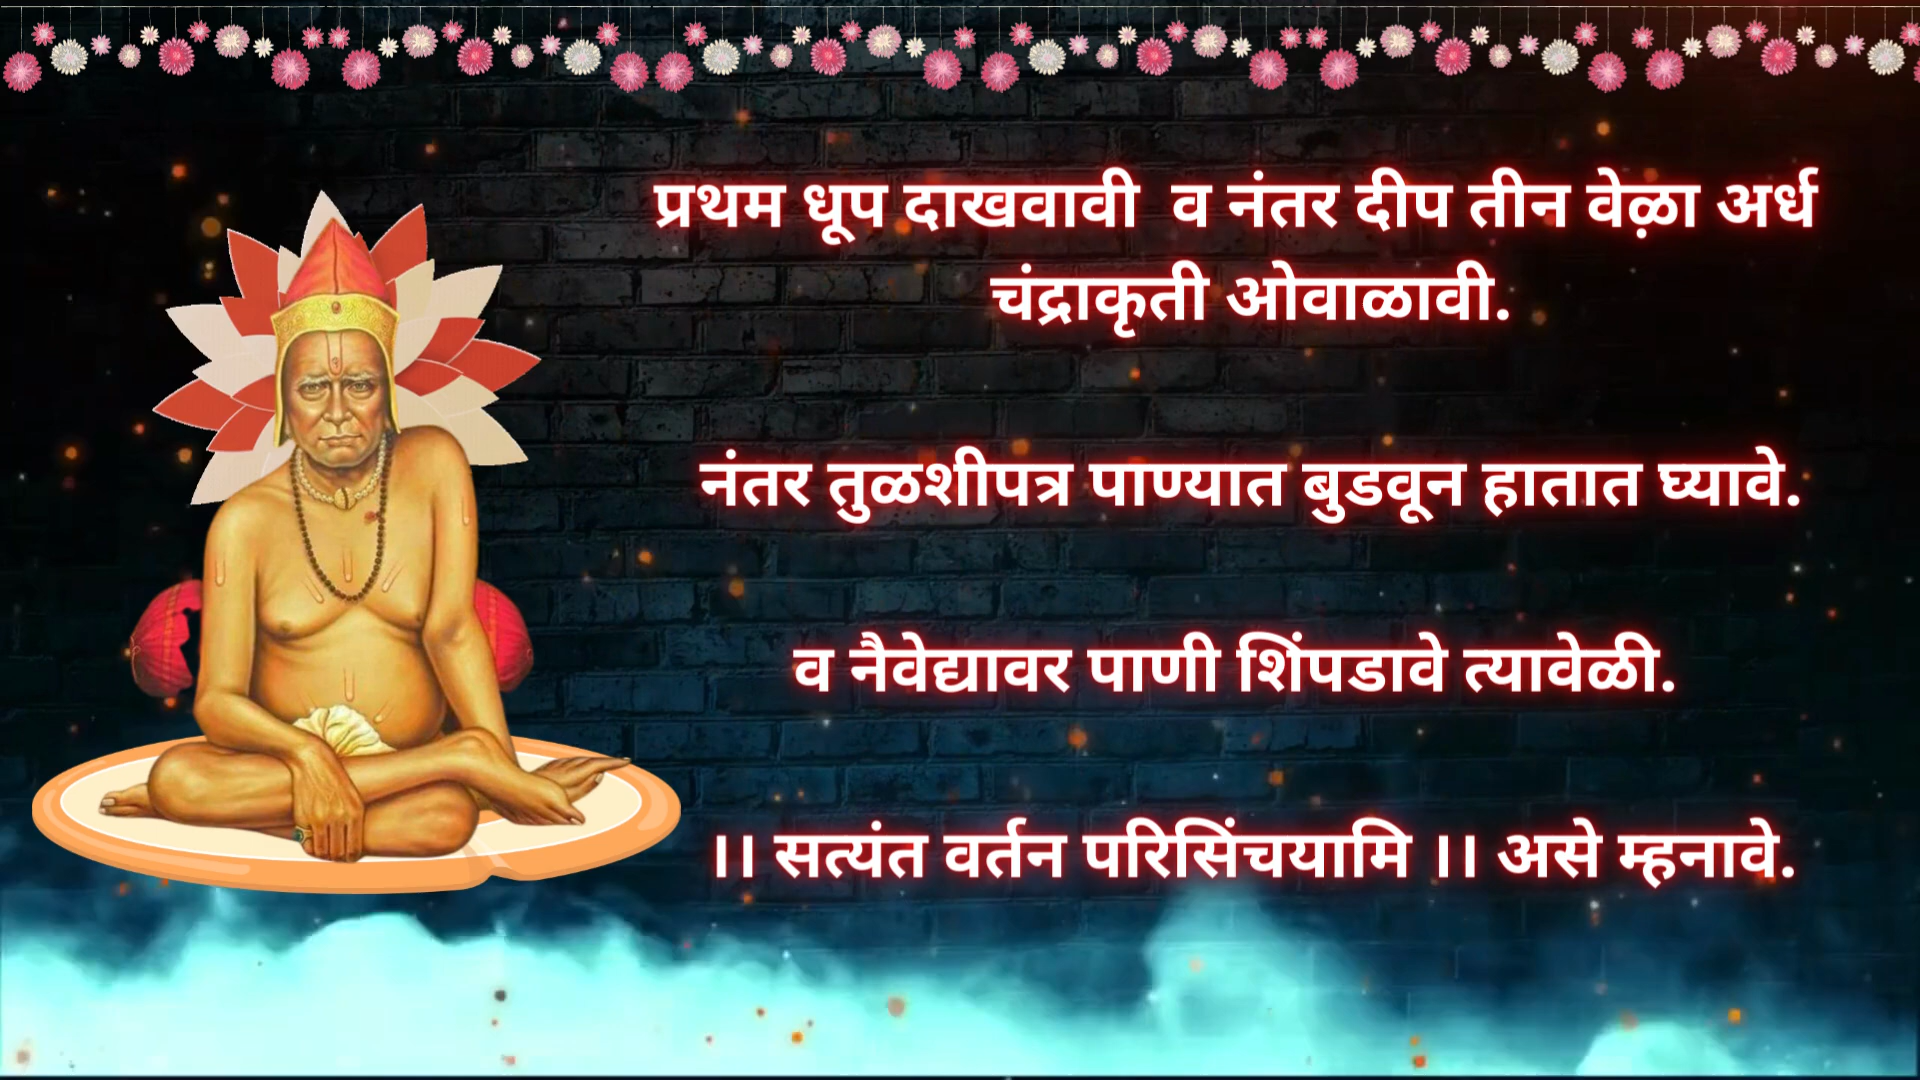 प्रथम धूप दाखवावी व नंतर दीप तीन वेऴा अर्ध
चंद्राकृती ओवाळावी.
नंतर तुळशीपत्र पाण्यात बुडवून हातात घ्यावे.
व नैवेद्यावर पाणी शिंपडावे त्यावेळी.
।। सत्यंत वर्तन परिसिंचयामि ।। असे म्हनावे.